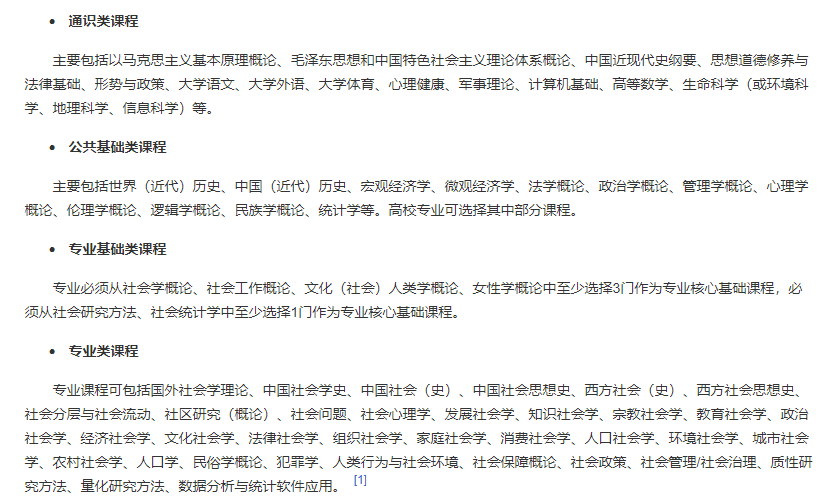 • 通识类课程
主要包括以马克思主义基本原理概论、毛泽东思想和中国特色社会主义理论体系概论、中国近现代史纲要、思想道德修养与
法律基础、形势与政策、大学语文、大学外语、大学体育、心理健康、军事理论、计算机基础、高等数学、生命科学（或环境科
学、地理科学、信息科学）等。
• 公共基础类课程
主要包括世界（近代）历史、中国（近代）历史、宏观经济学、微观经济学、法学概论、政治学概论、管理学概论、心理学
概论、伦理学概论、逻辑学概论、民族学概论、统计学等。高校专业可选择其中部分课程。
• 专业基础类课程
专业必须从社会学概论、社会工作概论、文化（社会）人类学概论、女性学概论中至少选择3门作为专业核心基础课程，必
须从社会研究方法、社会统计学中至少选择1门作为专业核心基础课程。
• 专业类课程
专业课程可包括国外社会学理论、中国社会学史、中国社会（史）、中国社会思想史、西方社会（史）、西方社会思想史、
社会分层与社会流动、社区研究（概论）、社会问题、社会心理学、发展社会学、知识社会学、宗教社会学、教育社会学、政治
社会学、经济社会学、文化社会学、法律社会学、组织社会学、家庭社会学、消费社会学、人口社会学、环境社会学、城市社会
学、农村社会学、人口学、民俗学概论、犯罪学、人类行为与社会环境、社会保障概论、社会政策、社会管理/社会治理、质性研
究方法、量化研究方法、数据分析与统计软件应用。 [1]